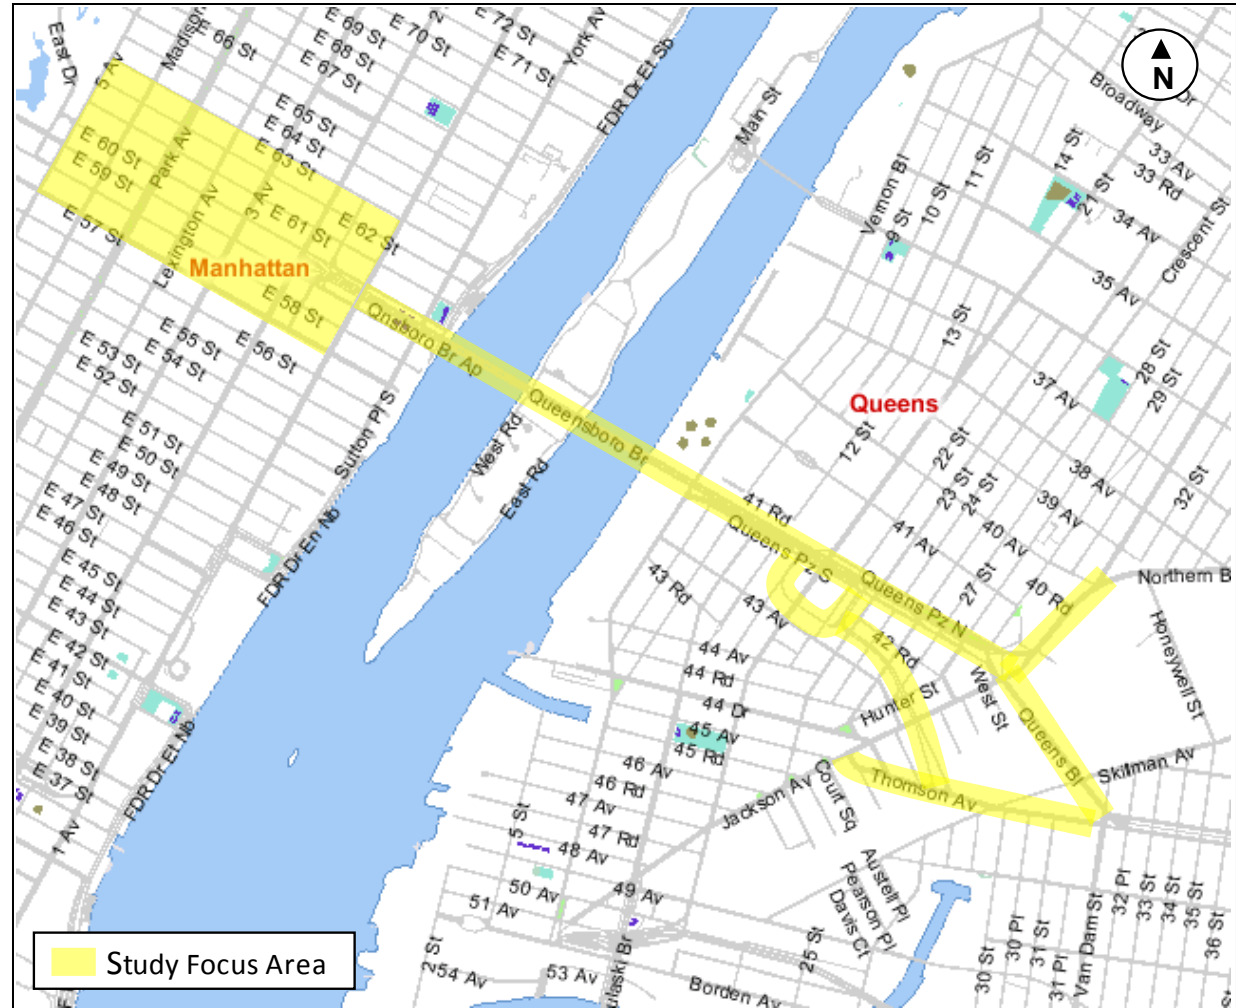 East Dr
5 Av
Madison
E 66 St
E 69 St
E 68 St
E 67 St
E 70 St
2
E 72 St
E 71 St
York Av
FDR Dr Et Sb
Main St
N
Broadway
Dr
33 Av
33 Rd
14 St
21 St
34 Av
Crescent St
35 Av
11 St
10 St
9 St
Vernon Bl
E 65 St
E 64 St
E 63 St
E 60 St
E 59 St
Park Av
Lexington Av
3 Av
E 61 St
E 62 St
E 57 St
Manhattan
E 58 St
Qnsboro Br Ap
Queensboro Br
E 56 St
E 55 St
E 54 St
E 53 St
E 52 St
E 51 St
E 50 St
E 49 St
E 48 St
E 47 St
E 46 St
E 45 St
E 44 St
E 43 St
E 42 St
E 41 St
E 40 St
E 39 St
E 38 St
E 37 St
1 Av
Sutton Pl S
FDR Dr En Nb
FDR Dr Et Nb
West Rd
East Rd
Queens
13 St
12 St
37 Av
28 St
29 St
32 St
22 St
23 St
24 St
38 Av
39 Av
40 Av
41 Av
41 Rd
Queens Pz S
Queens Pz N
27 St
40 Rd
Northern B
Honeywell St
43 Rd
43 Av
42 Rd
44 Av
44 Rd
44 Dr
45 Av
45 Rd
Hunter St
West St
Queens Bl
Skillman Av
Thomson Av
Jackson Av
Court Sq
46 Av
46 Rd
47 Av
47 Rd
48 Av
5 St
49 Av
50 Av
51 Av
2 St
54 Av
53 Av
ulaski Br
Borden Av
25 St
Austell Pl
Pearson Pl
Davis Ct
30 St
30 Pl
31 St
31 Pl
Van Dam St
32 Pl
33 St
34 St
35 St
36 St
St
F
Study Focus Area